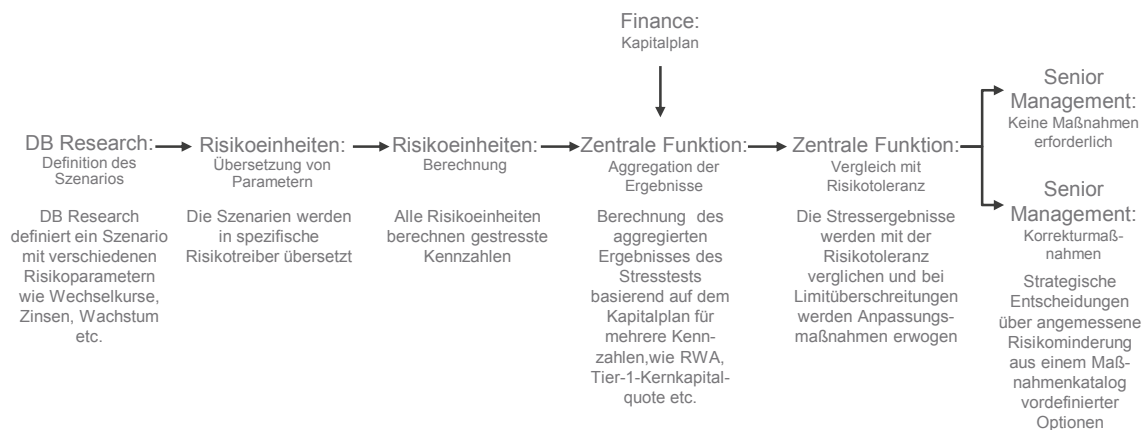 Finance:
Kapitalplan
DB Research:
Definition des
Szenarios
DB Research
definiert ein Szenario
mit verschiedenen
Risikoparametern
wie Wechselkurse,
Zinsen, Wachstum
etc.
Risikoeinheiten:
Übersetzung von
Parametern
Die Szenarien werden
in spezifische
Risikotreiber übersetzt
Risikoeinheiten:
Berechnung
Alle Risikoeinheiten
berechnen gestresste
Kennzahlen
Zentrale Funktion:
Aggregation der
Ergebnisse
Berechnung des
aggregierten
Ergebnisses des
Stresstests
basierend auf dem
Kapitalplan für
mehrere Kenn-
zahlen,wie RWA,
Tier-1-Kernkapital-
quote etc.
Zentrale Funktion:
Vergleich mit
Risikotoleranz
Die Stressergebnisse
werden mit der
Risikotoleranz
verglichen und bei
Limitüberschreitungen
werden Anpassungs-
maßnahmen erwogen
Senior
Management:
Keine Maßnahmen
erforderlich
Senior
Management:
Korrekturmaß-
nahmen
Strategische
Entscheidungen
über angemessene
Risikominderung
aus einem Maß-
nahmenkatalog
vordefinierter
Optionen